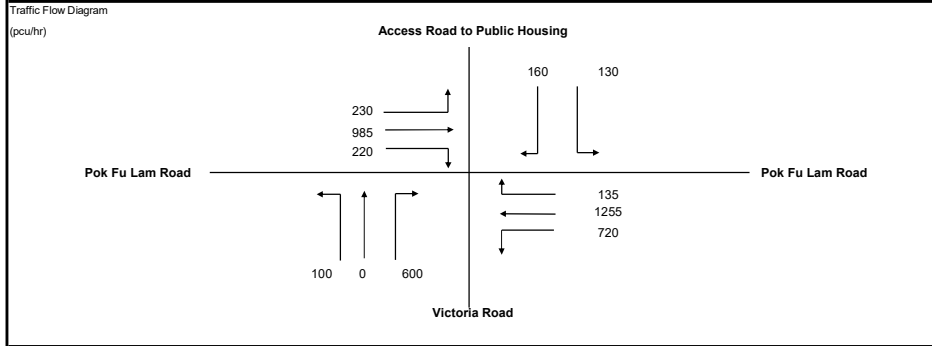 Traffic Flow Diagram
(pcu/hr)
Access Road to Public Housing
160 130
230
985
220
Pok Fu Lam Road
Pok Fu Lam Road
135
1255
720
100 0 600
Victoria Road